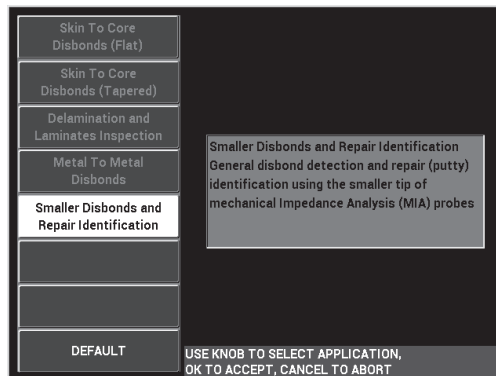 Skin To Core
Disbonds (Flat)
Skin To Core
Disbonds (Tapered)
Delamination and
Laminates Inspection
Metal To Metal
Disbonds
Smaller Disbonds and
Repair Identification
DEFAULT
Smaller Disbonds and Repair Identification
General disbond detection and repair (putty)
identification using the smaller tip of
mechanical Impedance Analysis (MIA) probes
USE KNOB TO SELECT APPLICATION,
OK TO ACCEPT, CANCEL TO ABORT